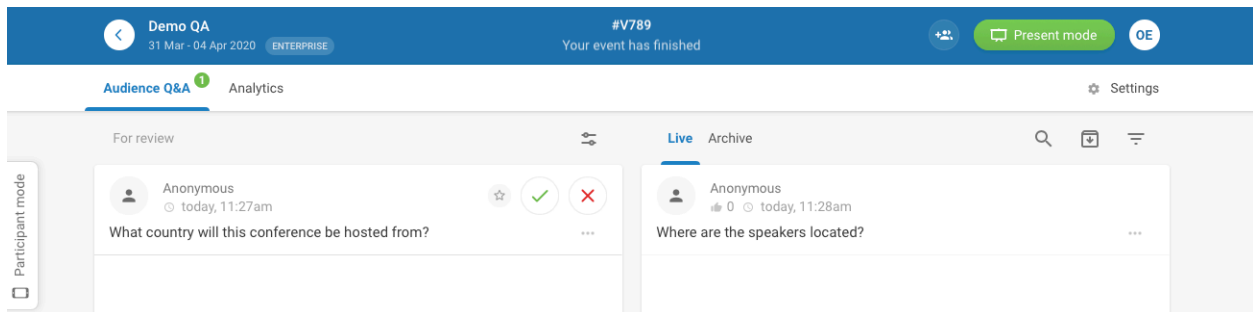 Demo QA
31 Mar - 04 Apr 2020 ENTERPRISE
#V789
Your event has finished
Present mode
OE
Audience Q&A 1
Analytics
Settings
For review
Live Archive
Participant mode
Anonymous
today, 11:27am
What country will this conference be hosted from?
Anonymous
0 today, 11:28am
Where are the speakers located?